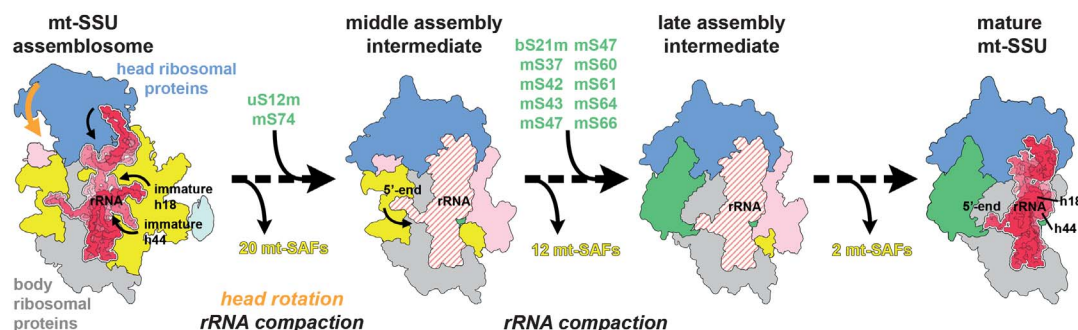 mt-SSU
assemblosome
middle assembly
intermediate
late assembly
intermediate
mature
mt-SSU
head ribosomal
proteins
uS12m
mS74
bS21m mS47
mS37 mS60
mS42 mS61
mS43 mS64
mS47 mS66
rRNA
immature
h18
immature
h44
5'-end
rRNA
rRNA
5'-end
rRNA
h18
h44
20 mt-SAFs
12 mt-SAFs
2 mt-SAFs
body
ribosomal
proteins
head rotation
rRNA compaction
rRNA compaction